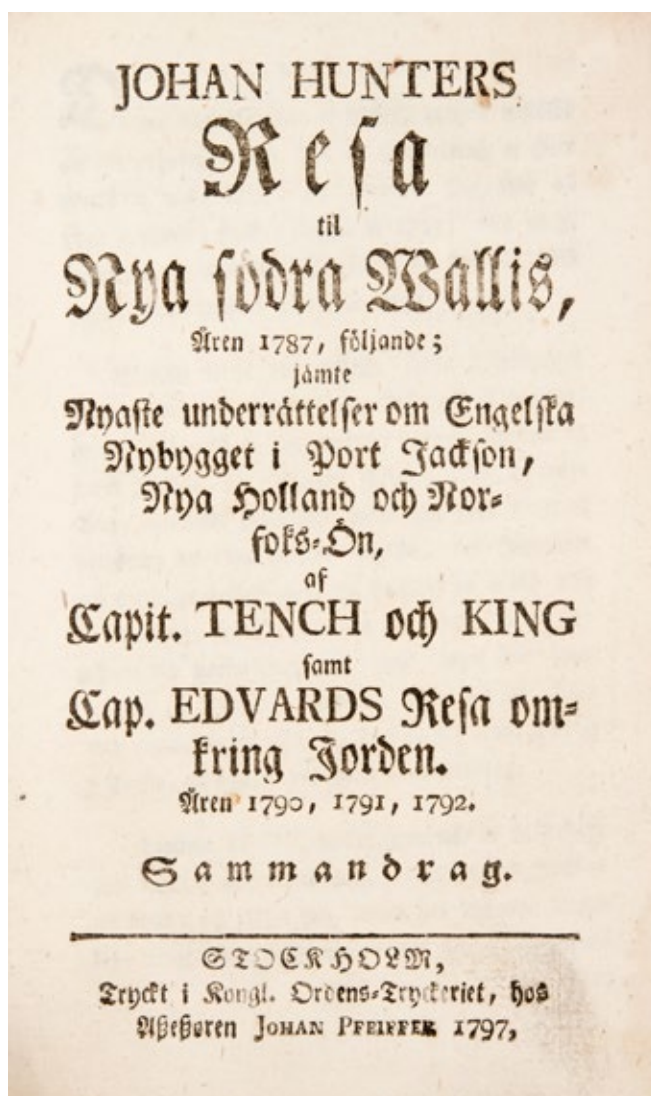 JOHAN HUNTERS
Resa
til
Nya södra Wallis,
Åren 1787, följande;
jämte
Nyaste underrättelser om Engelska
Nybygget i Port Jackson,
Nya Holland och Nor-
foks-Ön,
af
Capit. TENCH och KING
samt
Cap. EDVARDS Resa om-
kring Jorden.
Åren 1790, 1791, 1792.
Sammandrag.
STOCKHOLM,
Tryckt i Kongl. Ordens-Tryckeriet, hos
Aßeßoren JOHAN PFEIFFER 1797,